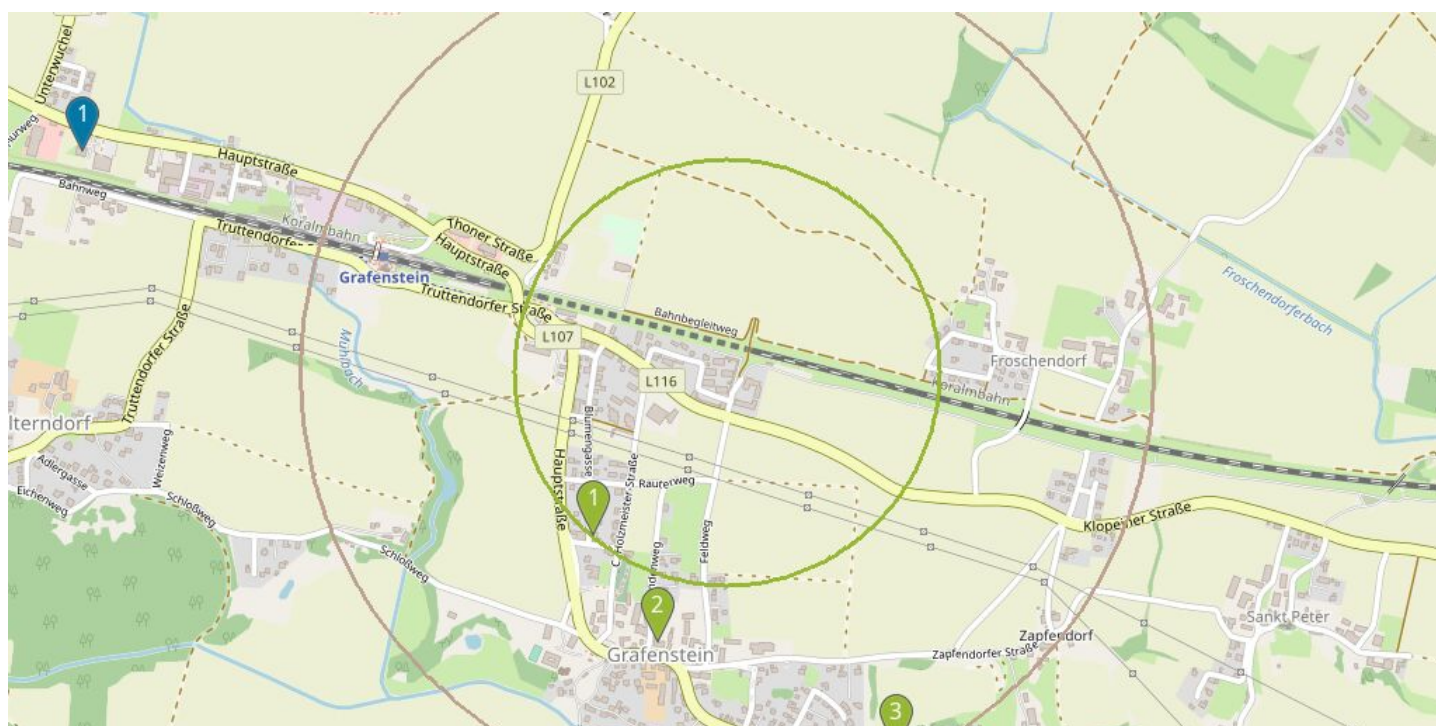 L102
Unterwuchel
1
Hauptstraße
Bahnweg
Koralmbahn
Thoner Straße
Hauptstraße
Truttendorfer S
Grafenstein
Truttendorfer Straße
Froschendorferbach
Bahnbegleitweg
Mühlbach
L107
L116
Froschendorf
Koralmbahn
Truttendorfer Straße
lterndorf
Weizenweg
Adlergasse
Eichenweg
Schloßweg
Blumengasse
Hauptstraße
C Holzmeister Straße
Rauterweg
1
Feldweg
Klopeiner Straße
Schloßweg
ndenweg
2
Sankt Peter
Zapfendorf
Grafenstein
Zapfendorfer Straße
3